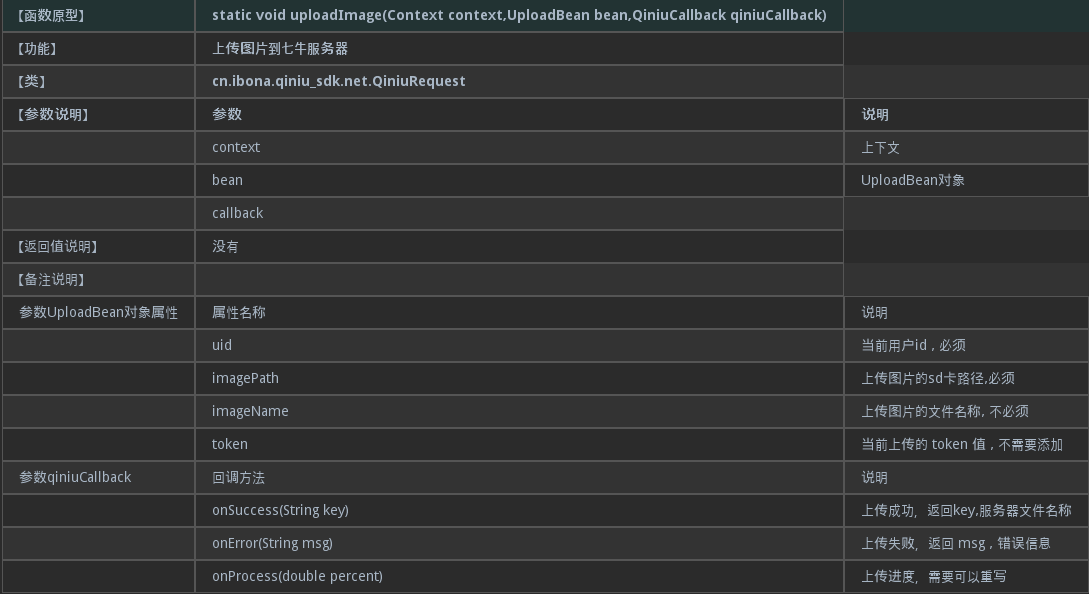 【函数原型】 static void uploadImage(Context context,UploadBean bean,QiniuCallback qiniuCallback)
【功能】 上传图片到七牛服务器
【类】 cn.ibona.qiniu_sdk.net.QiniuRequest
【参数说明】 参数 说明
context 上下文
bean UploadBean对象
callback
【返回值说明】 没有
【备注说明】
参数UploadBean对象属性 属性名称 说明
uid 当前用户id , 必须
imagePath 上传图片的sd卡路径,必须
imageName 上传图片的文件名称, 不必须
token 当前上传的 token 值 , 不需要添加
参数qiniuCallback 回调方法 说明
onSuccess(String key) 上传成功，返回key,服务器文件名称
onError(String msg) 上传失败，返回 msg , 错误信息
onProcess(double percent) 上传进度，需要可以重写